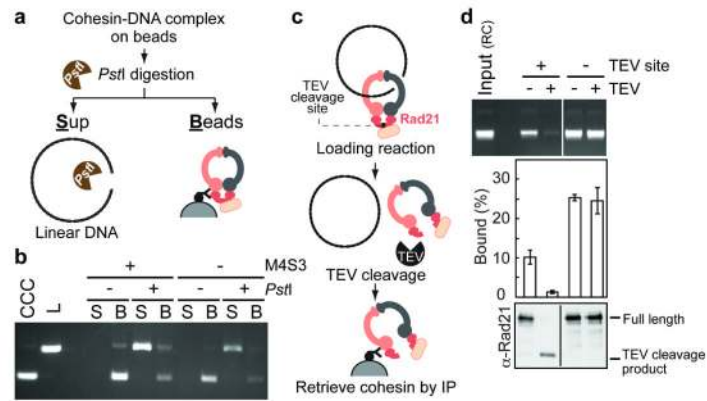 a
Cohesin-DNA complex
on beads
PstI
PstI digestion
Sup
Beads
PstI
Linear DNA
b
CCC
L
+ - M4S3
- + - + PstI
S B S B S B S B
c
TEV
cleavage
site
Rad21
Loading reaction
TEV
TEV cleavage
Retrieve cohesin by IP
d
Input (RC)
+ - TEV site
- + - + TEV
Bound (%)
30
20
10
0
α-Rad21
Full length
TEV cleavage
product